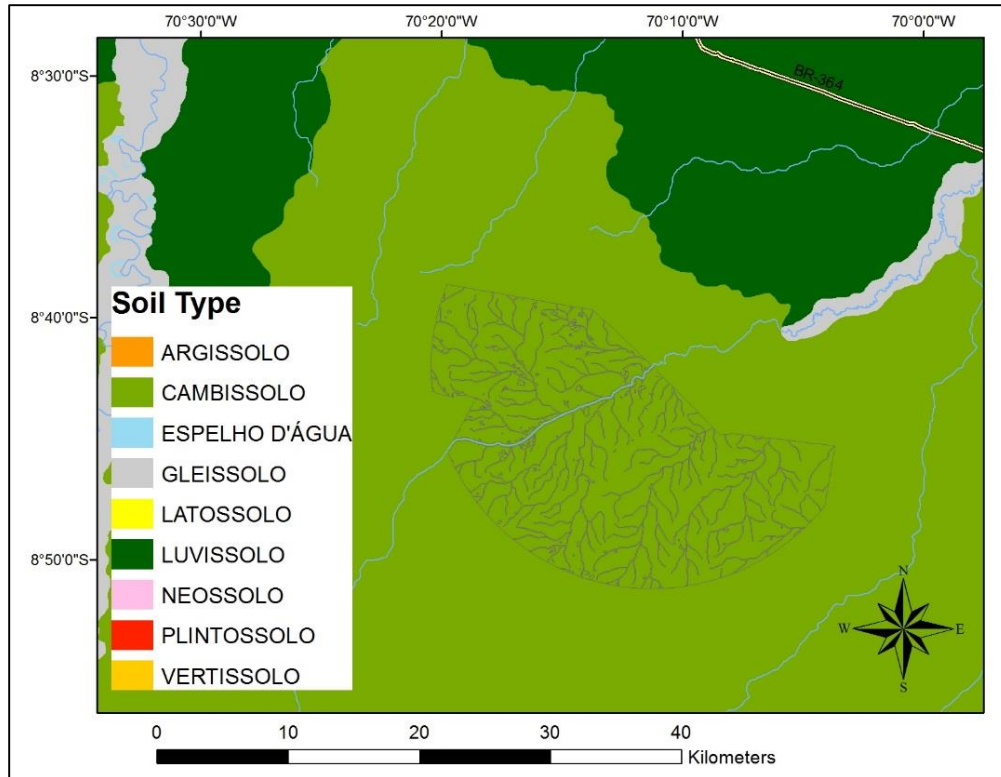 70°30'0"W 70°20'0"W 70°10'0"W 70°0'0"W
8°30'0"S
8°40'0"S
8°50'0"S
BR-364
Soil Type
ARGISSOLO
CAMBISSOLO
ESPELHO D'ÁGUA
GLEISSOLO
LATOSSOLO
LUVISSOLO
NEOSSOLO
PLINTOSSOLO
VERTISSOLO
N
W E
S
0 10 20 30 40
Kilometers